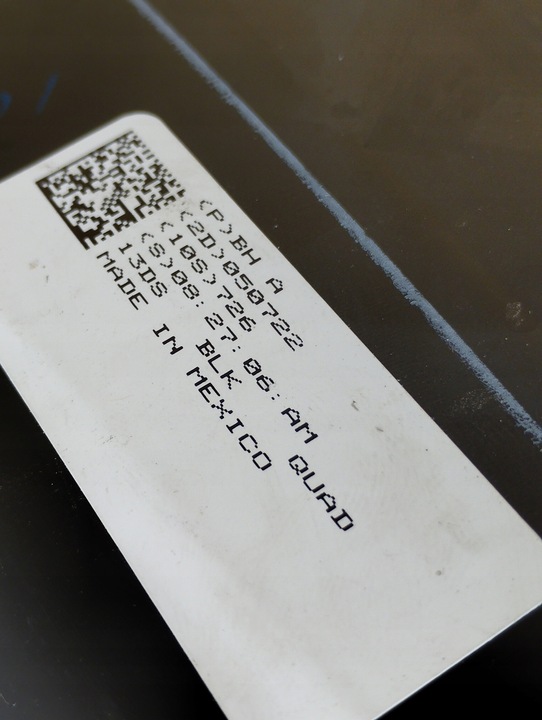 (P)BH A
(2D)050722
(10S)726
(S)08:27:06:AM
13DS BLK QUAD
MADE IN MEXICO